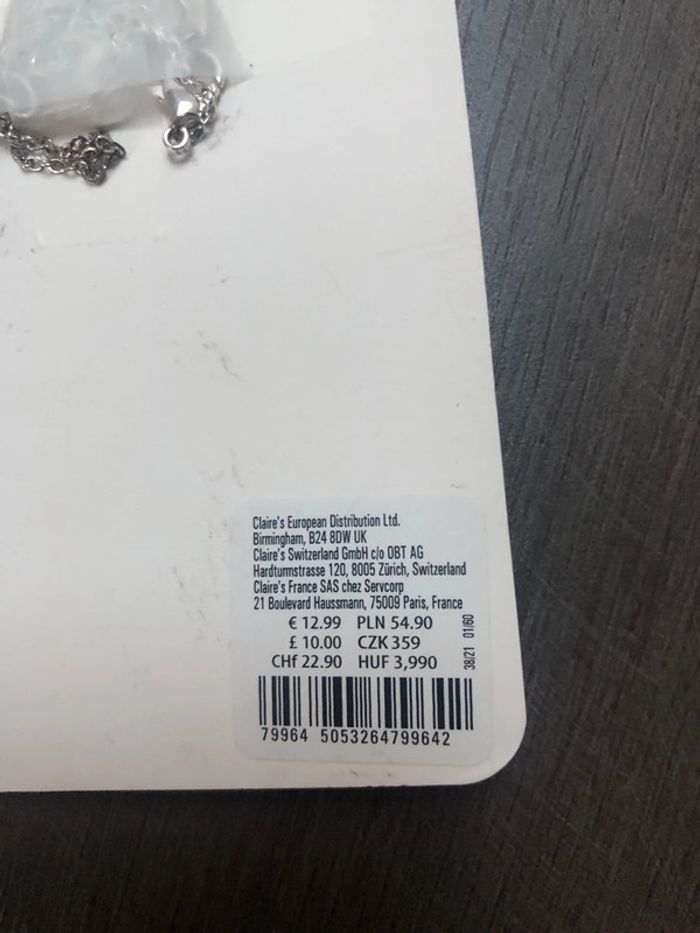 Claire's European Distribution Ltd.
Birmingham, B24 8DW UK
Claire's Switzerland GmbH c/o OBT AG
Hardturmstrasse 120, 8005 Zürich, Switzerland
Claire's France SAS chez Servcorp
21 Boulevard Haussmann, 75009 Paris, France
€ 12.99 PLN 54.90
£ 10.00 CZK 359
CHf 22.90 HUF 3,990
38/21 01/60
79964 5053264799642